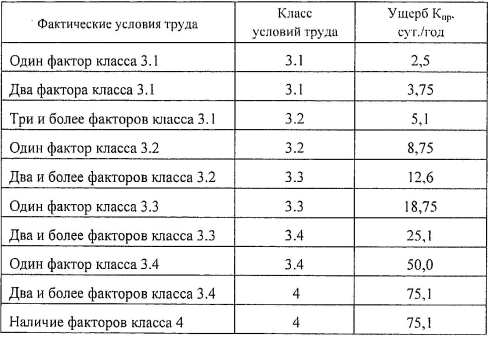 Фактические условия труда Класс условий труда Ущерб Кпр, сут./год
Один фактор класса 3.1 3.1 2,5
Два фактора класса 3.1 3.1 3,75
Три и более факторов класса 3.1 3.2 5,1
Один фактор класса 3.2 3.2 8,75
Два и более факторов класса 3.2 3.3 12,6
Один фактор класса 3.3 3.3 18,75
Два и более факторов класса 3.3 3.4 25,1
Один фактор класса 3.4 3.4 50,0
Два и более факторов класса 3.4 4 75,1
Наличие факторов класса 4 4 75,1